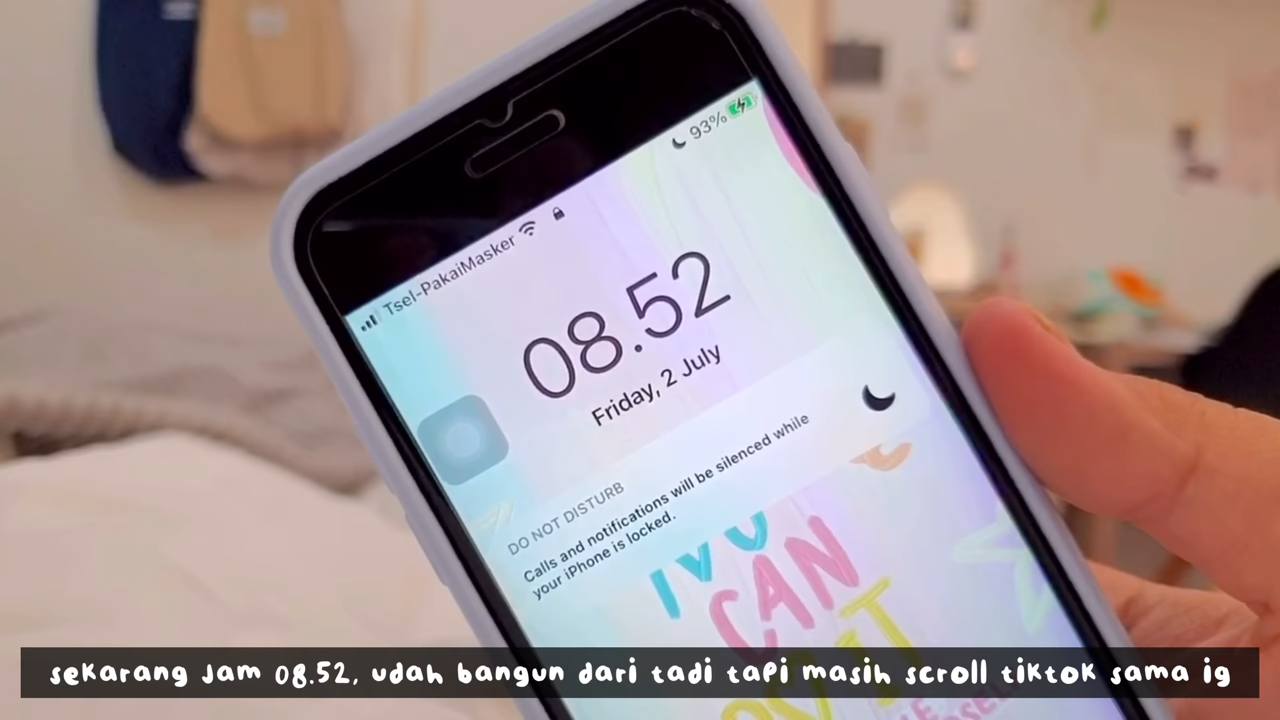 Tsel-PakaiMasker
93%
08.52
Friday, 2 July
DO NOT DISTURB
Calls and notifications will be silenced while
your iPhone is locked.
CAN
sekarang jam 08.52, udah bangun dari tadi tapi masih scroll tiktok sama ig